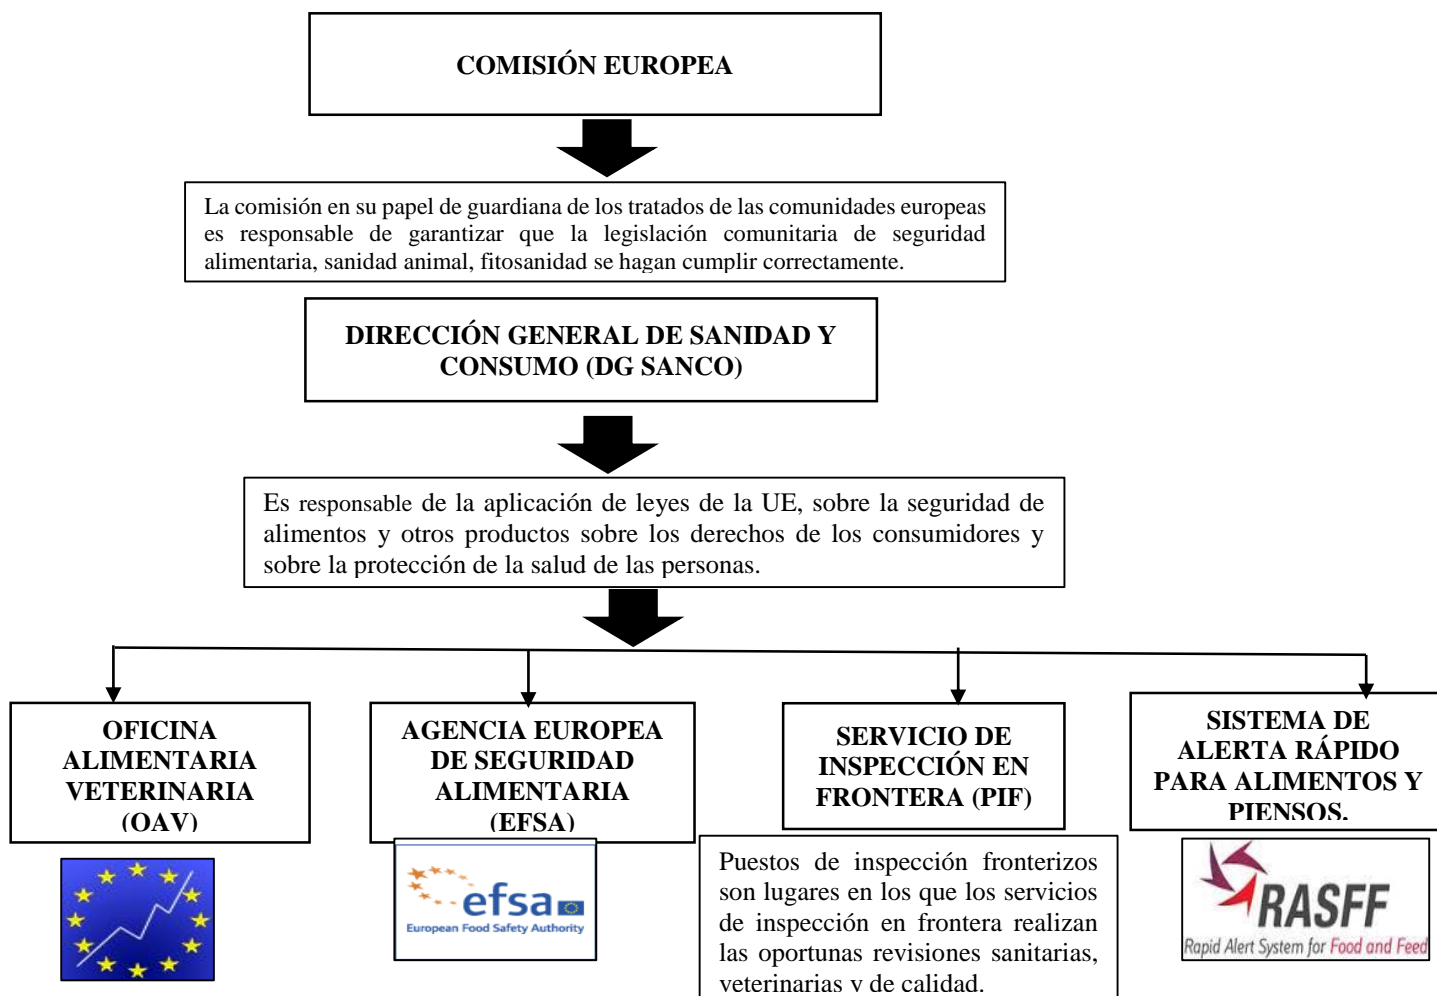 COMISIÓN EUROPEA
La comisión en su papel de guardiana de los tratados de las comunidades europeas
es responsable de garantizar que la legislación comunitaria de seguridad
alimentaria, sanidad animal, fitosanidad se hagan cumplir correctamente.
DIRECCIÓN GENERAL DE SANIDAD Y
CONSUMO (DG SANCO)
Es responsable de la aplicación de leyes de la UE, sobre la seguridad de
alimentos y otros productos sobre los derechos de los consumidores y
sobre la protección de la salud de las personas.
OFICINA
ALIMENTARIA
VETERINARIA
(OAV)
AGENCIA EUROPEA
DE SEGURIDAD
ALIMENTARIA
(EFSA)
SERVICIO DE
INSPECCIÓN EN
FRONTERA (PIF)
SISTEMA DE
ALERTA RÁPIDO
PARA ALIMENTOS Y
PIENSOS.
efsa
European Food Safety Authority
Puestos de inspección fronterizos
son lugares en los que los servicios
de inspección en frontera realizan
las oportunas revisiones sanitarias,
veterinarias y de calidad.
RASFF
Rapid Alert System for Food and Feed